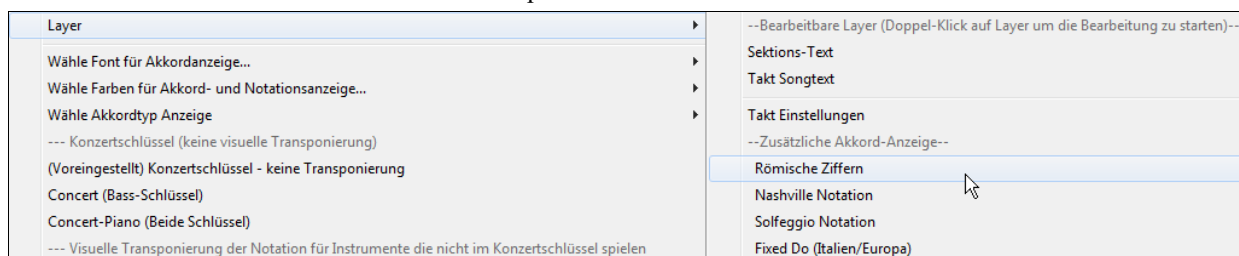 Layer
Wähle Font für Akkordanzeige...
Wähle Farben für Akkord- und Notationsanzeige...
Wähle Akkordtyp Anzeige
--- Konzertschlüssel (keine visuelle Transponierung)
(Voreingestellt) Konzertschlüssel - keine Transponierung
Concert (Bass-Schlüssel)
Concert-Piano (Beide Schlüssel)
--- Visuelle Transponierung der Notation für Instrumente die nicht im Konzertschlüssel spielen
--Bearbeitbare Layer (Doppel-Klick auf Layer um die Bearbeitung zu starten)--
Sektions-Text
Takt Songtext
Takt Einstellungen
--Zusätzliche Akkord-Anzeige--
Römische Ziffern
Nashville Notation
Solfeggio Notation
Fixed Do (Italien/Europa)